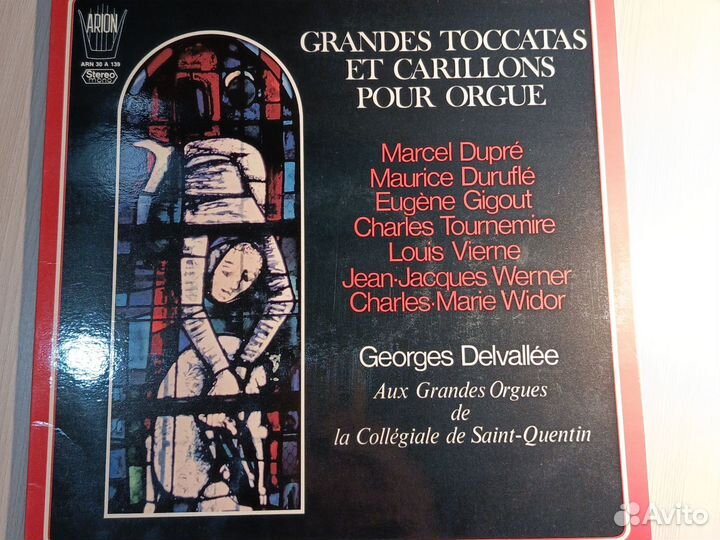 ARION
ARN 30 A 139
Stereo
mono
GRANDES TOCCATAS
ET CARILLONS
POUR ORGUE
Marcel Dupré
Maurice Duruflé
Eugène Gigout
Charles Tournemire
Louis Vierne
Jean-Jacques Werner
Charles-Marie Widor
Georges Delvallée
Aux Grandes Orgues
de
la Collégiale de Saint-Quentin
Avito